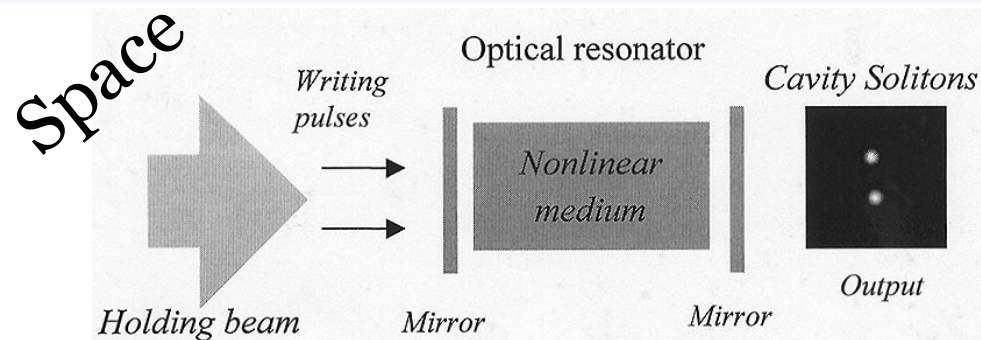 Space
Optical resonator
Writing
pulses
Cavity Solitons
Nonlinear
medium
Output
Holding beam
Mirror
Mirror